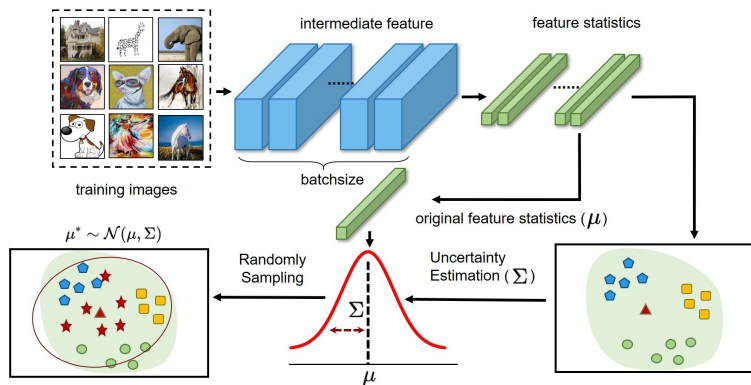 intermediate feature
feature statistics
......
......
batchsize
training images
original feature statistics (μ)
μ* ∼ 𝒩(μ, Σ)
Randomly
Sampling
Uncertainty
Estimation (Σ)
Σ
μ